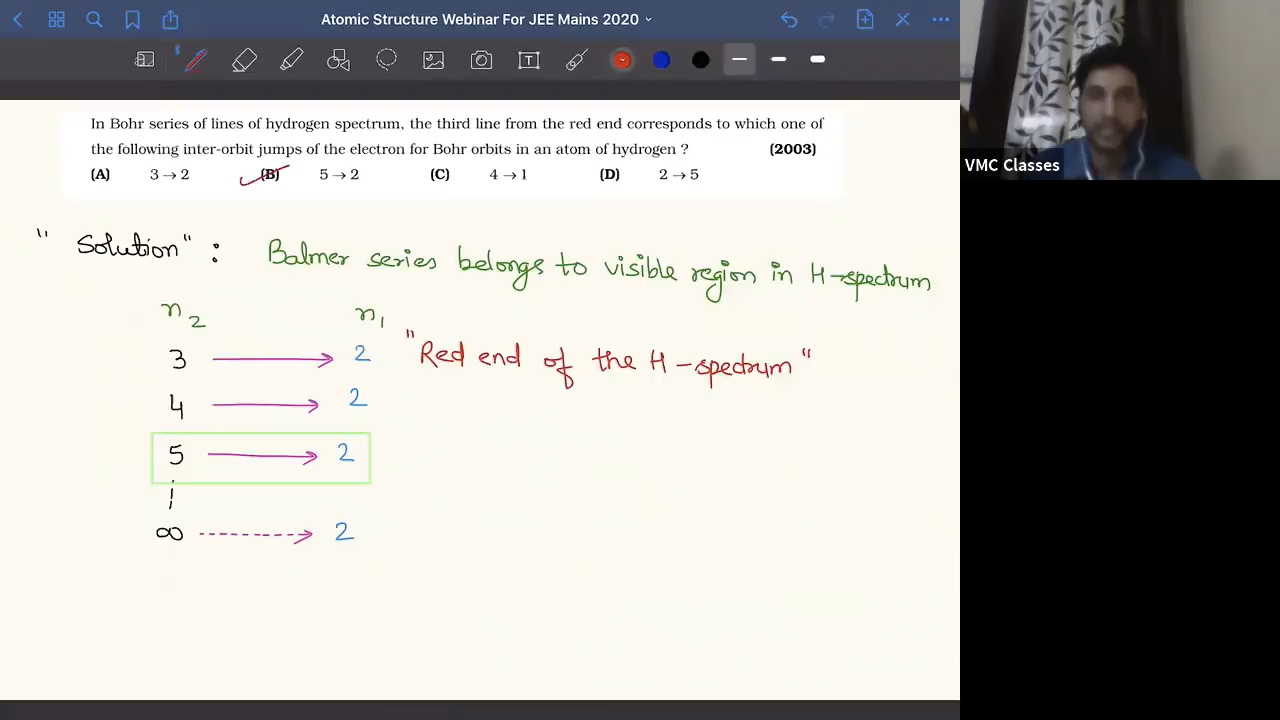 Atomic Structure Webinar For JEE Mains 2020
T
In Bohr series of lines of hydrogen spectrum, the third line from the red end corresponds to which one of
the following inter-orbit jumps of the electron for Bohr orbits in an atom of hydrogen ? (2003)
(A) 3 → 2 (B) 5 → 2 (C) 4 → 1 (D) 2 → 5
VMC Classes
"Solution" : Balmer series belongs to visible region in H-spectrum
n2 n1
3 → 2 "Red end of the H-spectrum"
4 → 2
5 → 2
∞ → 2